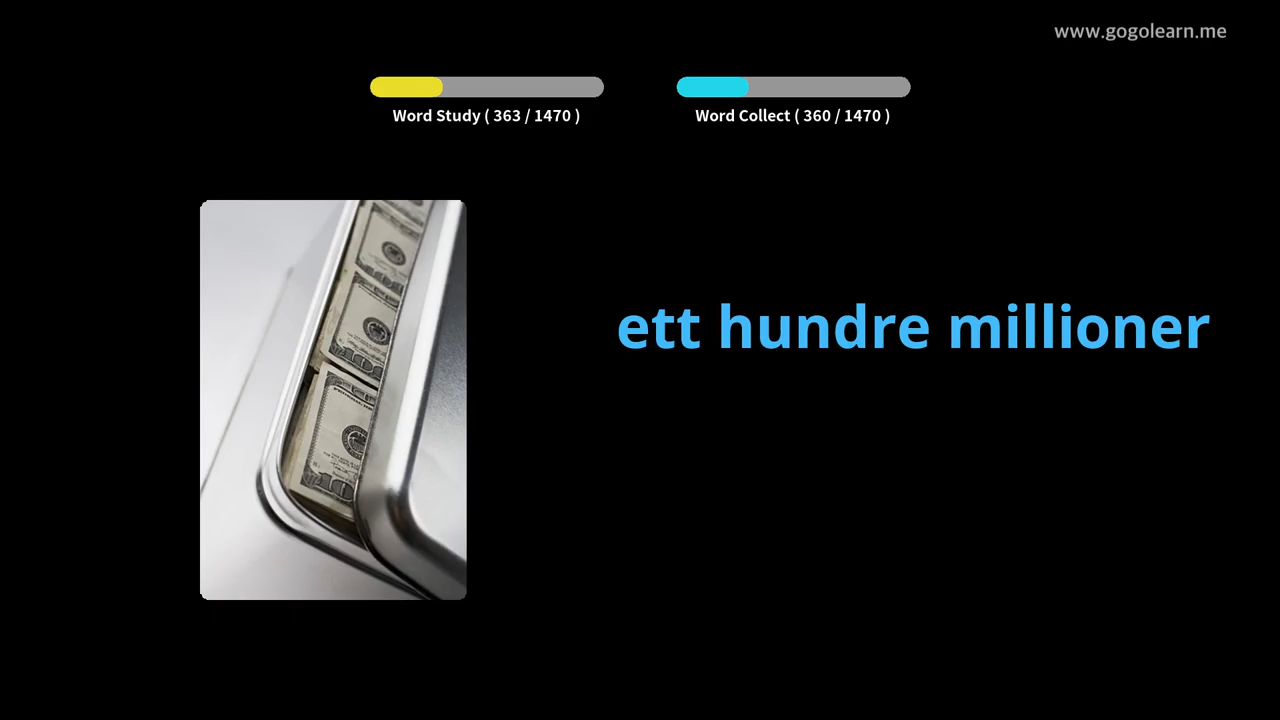 www.gogolearn.me
Word Study ( 363 / 1470 )
Word Collect ( 360 / 1470 )
ett hundre millioner